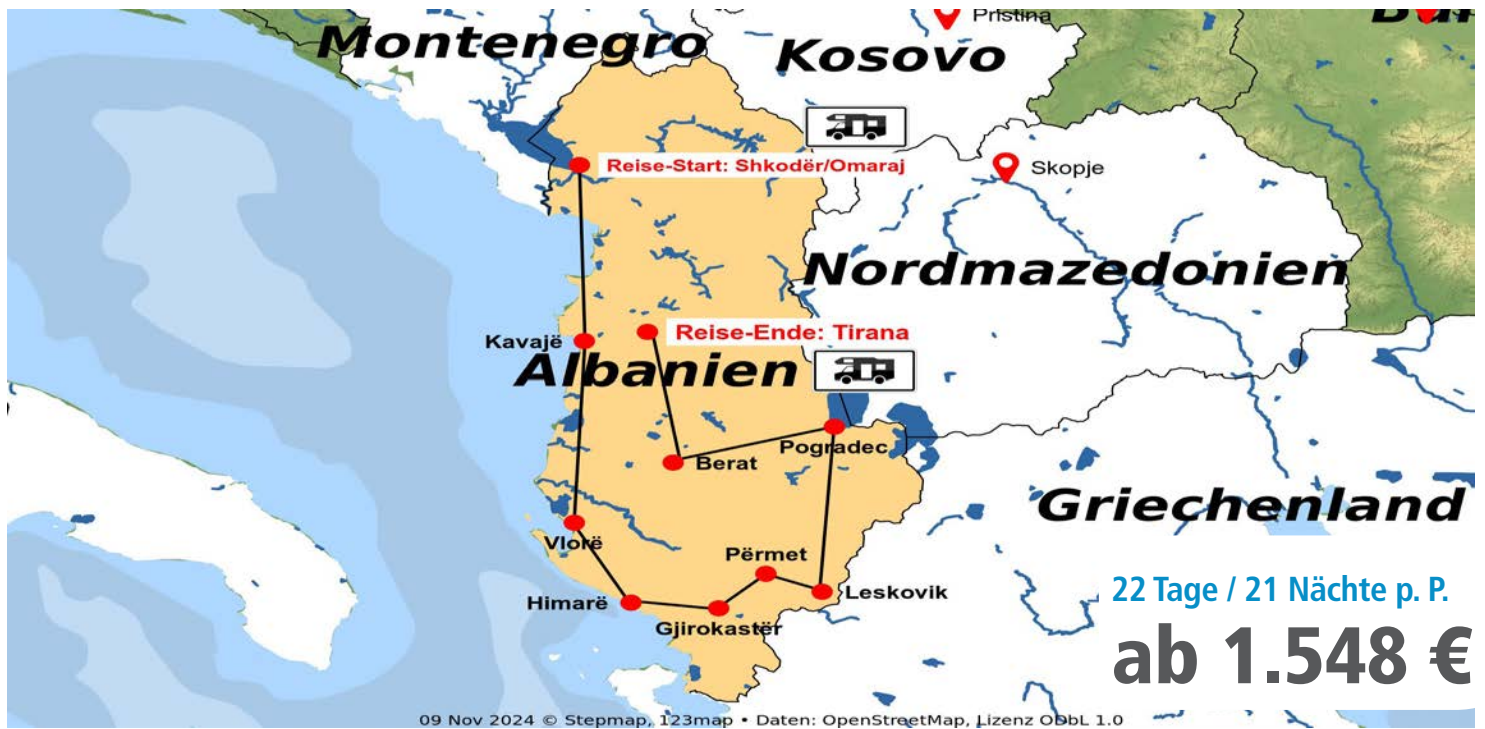 Pristina
Montenegro
Kosovo
Reise-Start: Shkodër/Omaraj
Skopje
Nordmazedonien
Reise-Ende: Tirana
Kavajë
Albanien
Pogradec
Berat
Griechenland
Vlorë
Përmet
Leskovik
22 Tage / 21 Nächte p. P.
Himarë
Gjirokastër
ab 1.548 €
09 Nov 2024 © Stepmap, 123map • Daten: OpenStreetMap, Lizenz ODbL 1.0